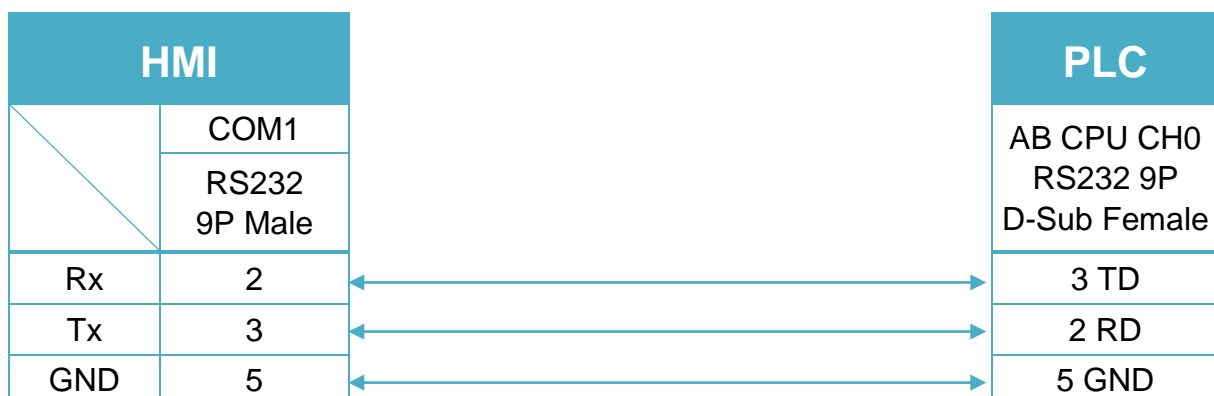 HMI
PLC
COM1
RS232
9P Male
AB CPU CH0
RS232 9P
D-Sub Female
Rx 2 3 TD
Tx 3 2 RD
GND 5 5 GND